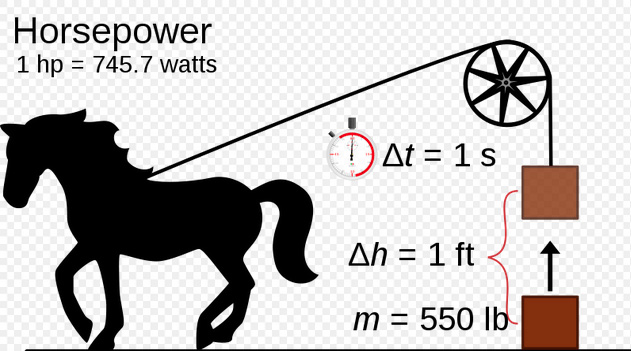 Horsepower
1 hp = 745.7 watts
Δt = 1 s
Δh = 1 ft
m = 550 lb